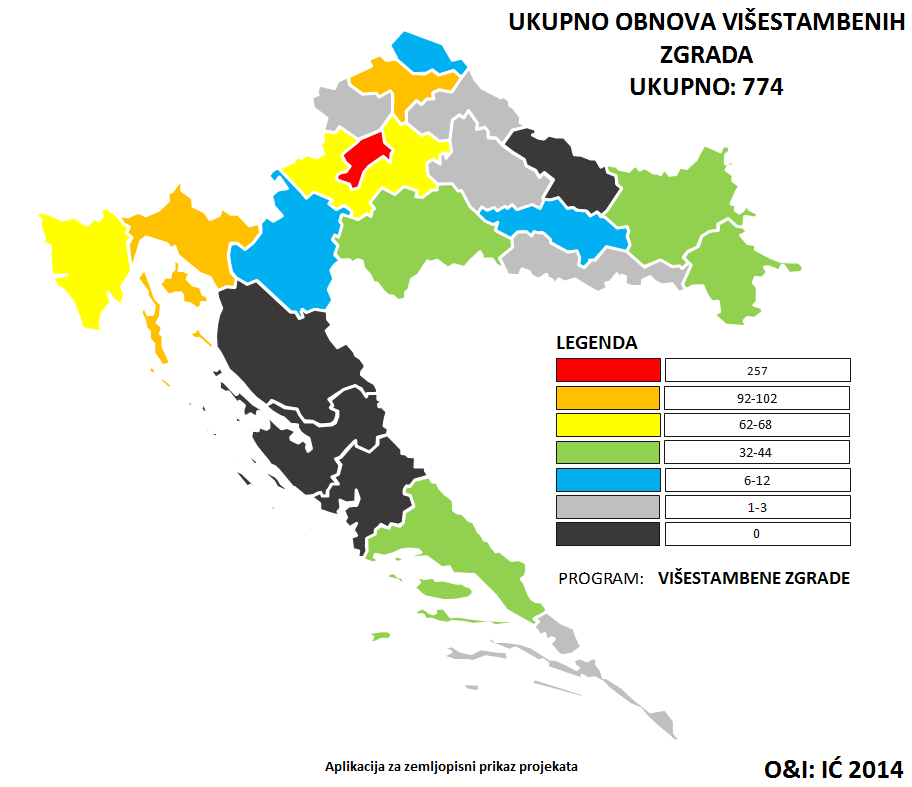 UKUPNO OBNOVA VIŠESTAMBENIH
ZGRADA
UKUPNO: 774
LEGENDA
257
92-102
62-68
32-44
6-12
1-3
0
PROGRAM: VIŠESTAMBENE ZGRADE
Aplikacija za zemljopisni prikaz projekata
O&I: IĆ 2014